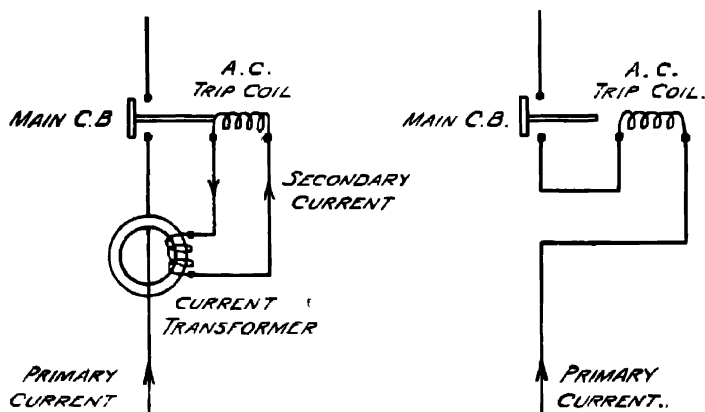 A.C.
TRIP COIL
MAIN C.B
SECONDARY
CURRENT
CURRENT
TRANSFORMER
PRIMARY
CURRENT
A.C.
TRIP COIL.
MAIN C.B.
PRIMARY
CURRENT..